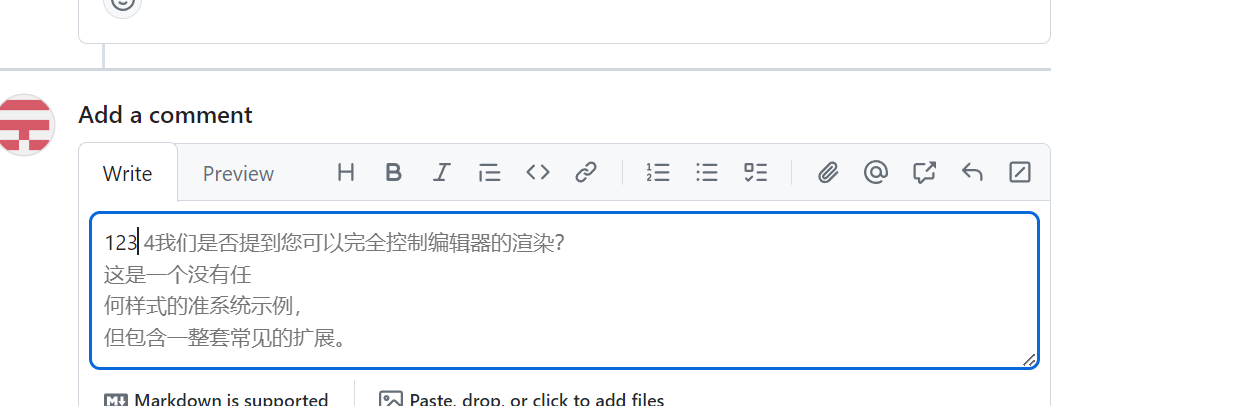 Add a comment
Write Preview
123 4我们是否提到您可以完全控制编辑器的渲染?
这是一个没有任
何样式的准系统示例,
但包含一整套常见的扩展。
Markdown is supported Paste, drop, or click to add files